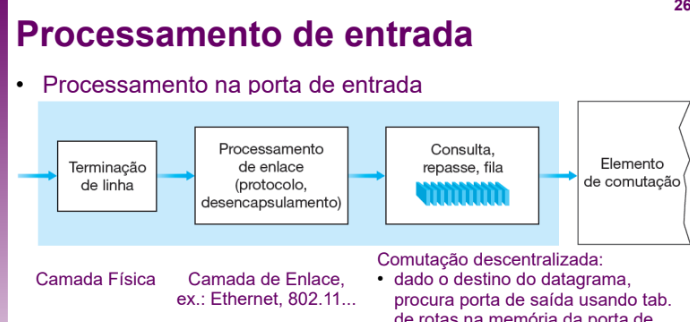 26
Processamento de entrada
• Processamento na porta de entrada
Terminação
de linha
Processamento
de enlace
(protocolo,
desencapsulamento)
Consulta,
repasse, fila
Elemento
de comutação
Camada Física
Camada de Enlace,
ex.: Ethernet, 802.11...
Comutação descentralizada:
• dado o destino do datagrama,
procura porta de saída usando tab.
de rotas na memória da porta de